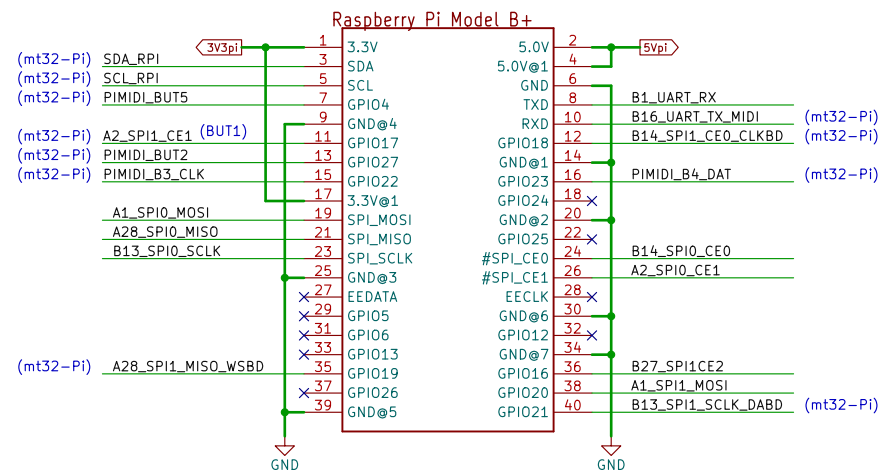 Raspberry Pi Model B+
3V3pi 1 3.3V 5.0V 2 5Vpi
(mt32-Pi) SDA_RPI 3 SDA 5.0V@1 4
(mt32-Pi) SCL_RPI 5 SCL GND 6
(mt32-Pi) PIMIDI_BUT5 7 GPIO4 TXD 8 B1_UART_RX
9 GND@4 RXD 10 B16_UART_TX_MIDI (mt32-Pi)
(mt32-Pi) A2_SPI1_CE1 (BUT1) 11 GPIO17 GPIO18 12 B14_SPI1_CE0_CLKBD (mt32-Pi)
(mt32-Pi) PIMIDI_BUT2 13 GPIO27 GND@1 14
(mt32-Pi) PIMIDI_B3_CLK 15 GPIO22 GPIO23 16 PIMIDI_B4_DAT (mt32-Pi)
17 3.3V@1 GPIO24 18
A1_SPI0_MOSI 19 SPI_MOSI GND@2 20
A28_SPI0_MISO 21 SPI_MISO GPIO25 22
B13_SPI0_SCLK 23 SPI_SCLK #SPI_CE0 24 B14_SPI0_CE0
25 GND@3 #SPI_CE1 26 A2_SPI0_CE1
27 EEDATA EECLK 28
29 GPIO5 GND@6 30
31 GPIO6 GPIO12 32
33 GPIO13 GND@7 34
(mt32-Pi) A28_SPI1_MISO_WSBD 35 GPIO19 GPIO16 36 B27_SPI1CE2
37 GPIO26 GPIO20 38 A1_SPI1_MOSI
39 GND@5 GPIO21 40 B13_SPI1_SCLK_DABD (mt32-Pi)
GND GND